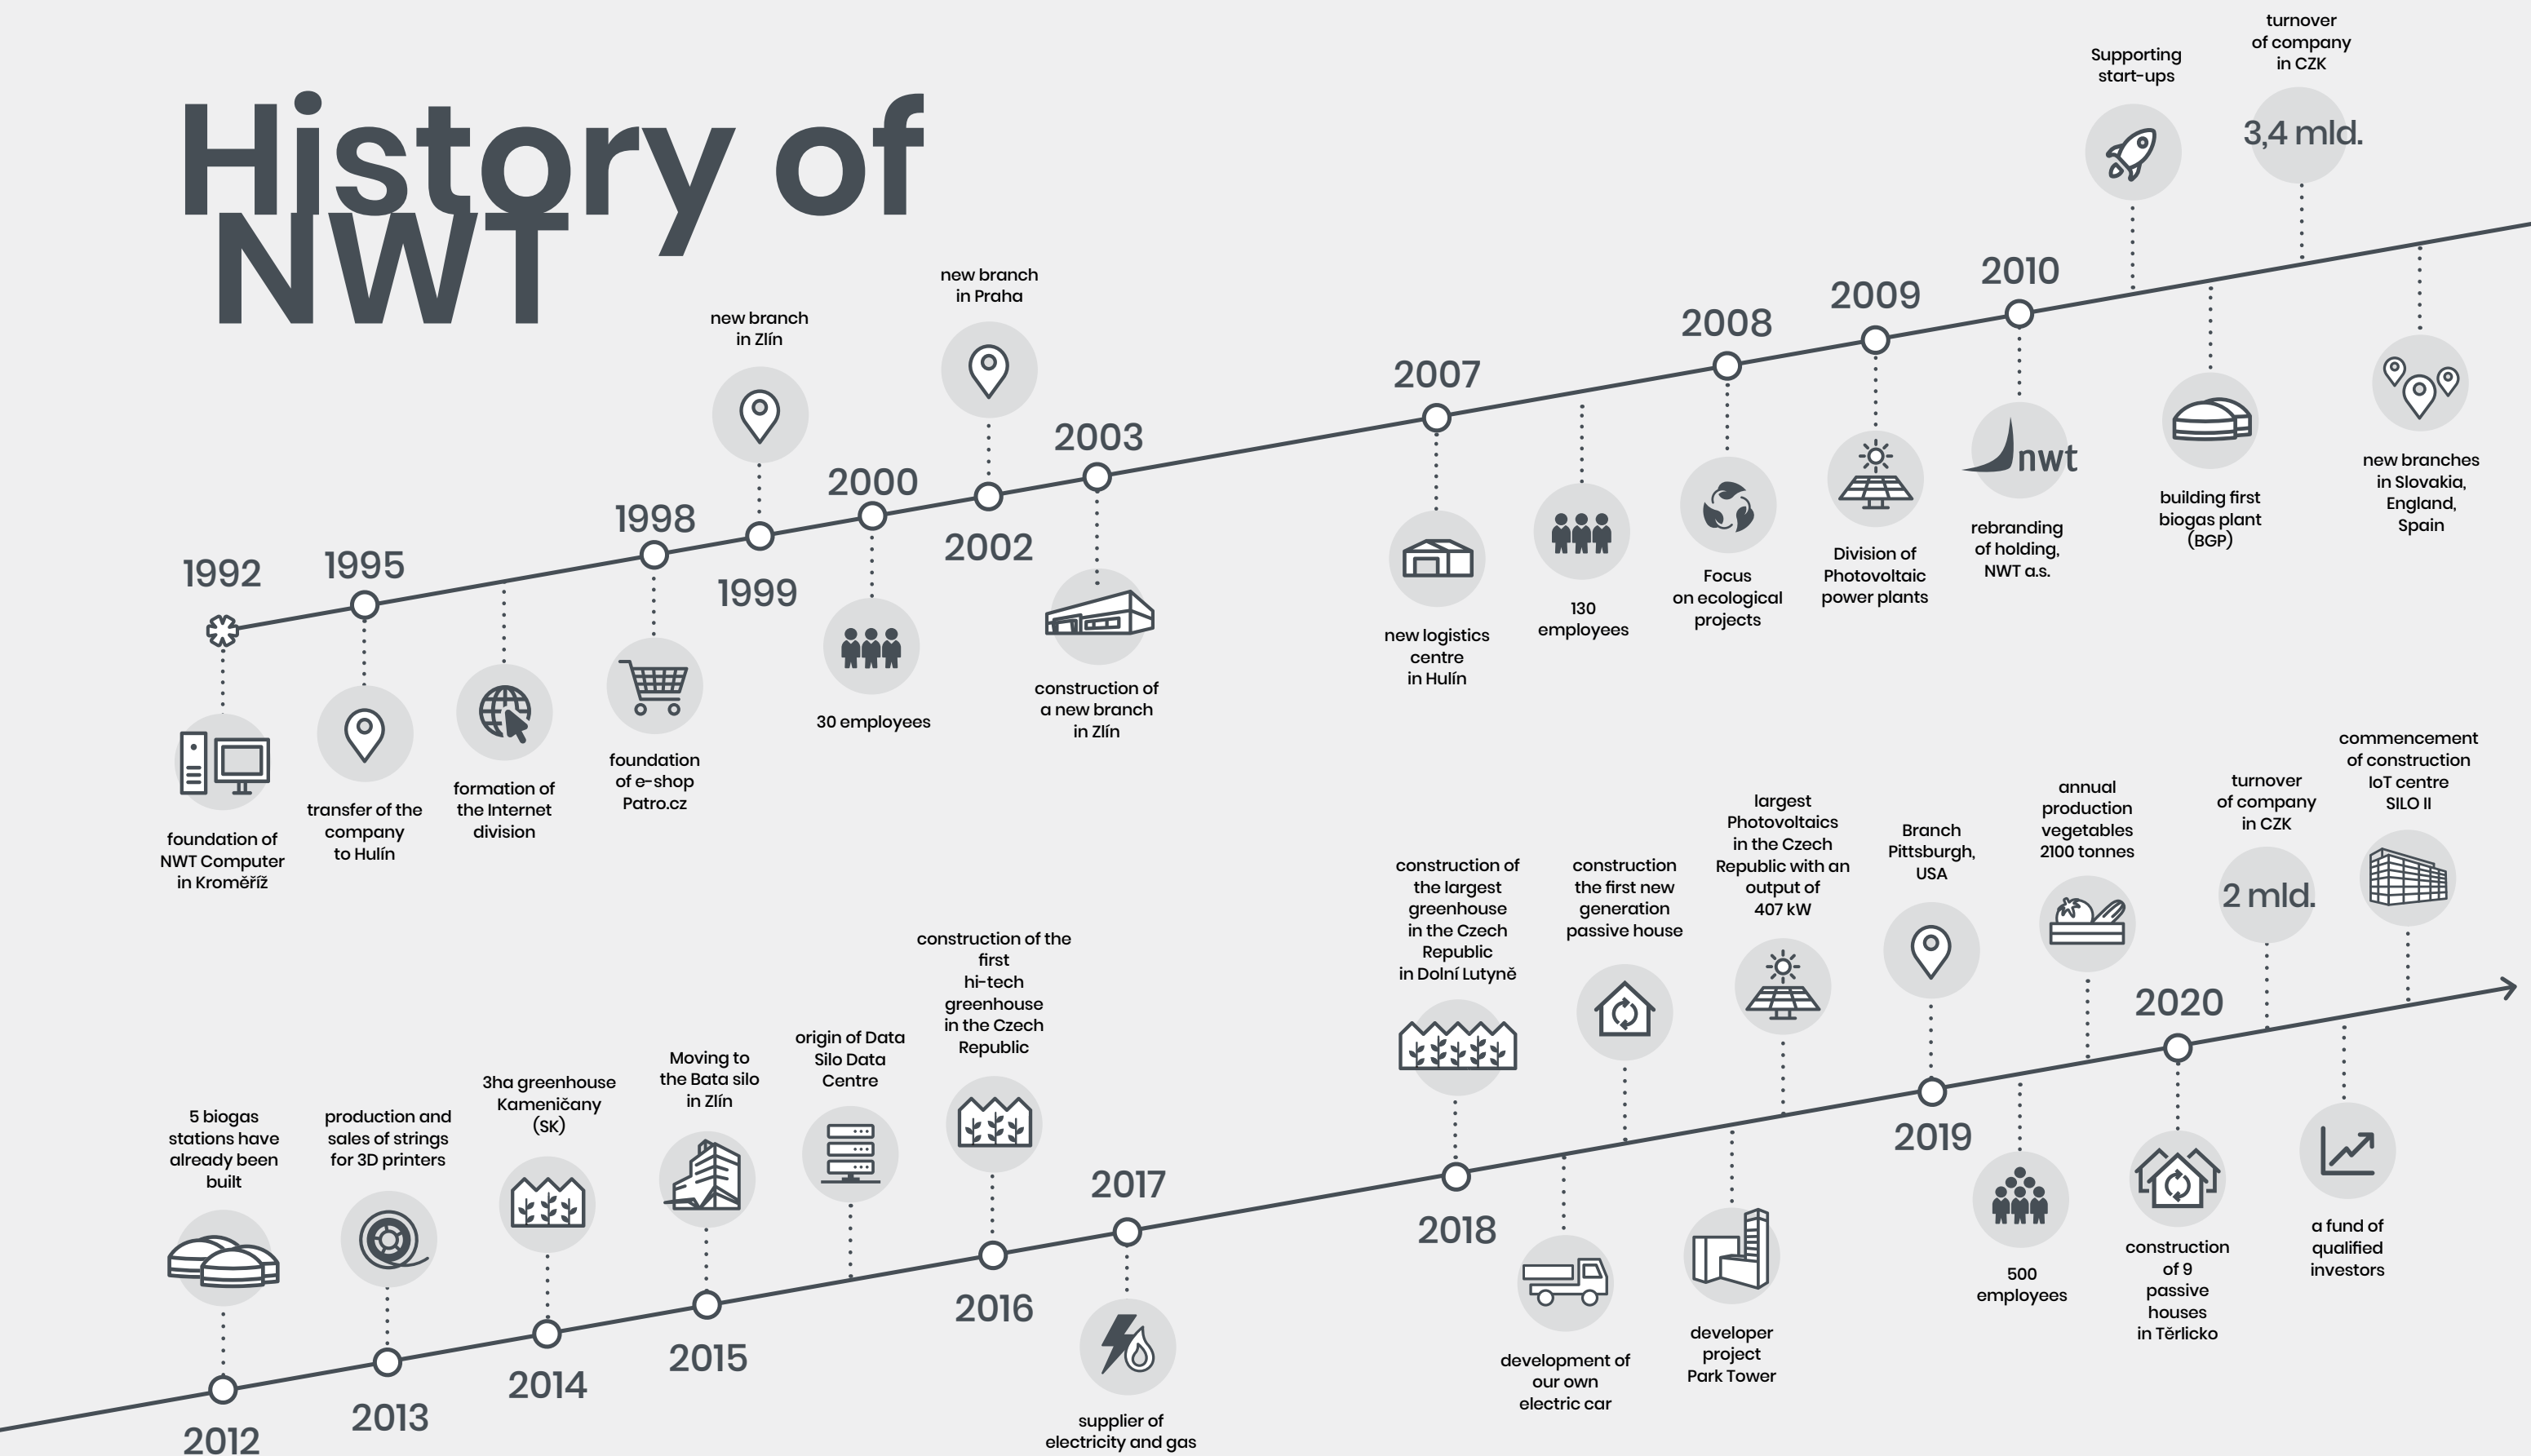 History of
NWT
1992
foundation of
NWT Computer
in Kroměříž
1995
transfer of the
company
to Hulín
formation of
the Internet
division
1998
foundation
of e-shop
Patro.cz
new branch
in Zlín
1999
2000
30 employees
new branch
in Praha
2002
2003
construction of
a new branch
in Zlín
2007
new logistics
centre
in Hulín
130
employees
2008
Focus
on ecological
projects
2009
Division of
Photovoltaic
power plants
2010
nwt
rebranding
of holding,
NWT a.s.
Supporting
start-ups
building first
biogas plant
(BGP)
turnover
of company
in CZK
3,4 mld.
new branches
in Slovakia,
England,
Spain
5 biogas
stations have
already been
built
2012
production and
sales of strings
for 3D printers
2013
3ha greenhouse
Kameničany
(SK)
2014
Moving to
the Bata silo
in Zlín
2015
origin of Data
Silo Data
Centre
construction of the
first
hi-tech
greenhouse
in the Czech
Republic
2016
2017
supplier of
electricity and gas
construction of
the largest
greenhouse
in the Czech
Republic
in Dolní Lutyně
2018
development of
our own
electric car
construction
the first new
generation
passive house
developer
project
Park Tower
largest
Photovoltaics
in the Czech
Republic with an
output of
407 kW
Branch
Pittsburgh,
USA
2019
500
employees
annual
production
vegetables
2100 tonnes
2020
construction
of 9
passive
houses
in Těrlicko
turnover
of company
in CZK
2 mld.
a fund of
qualified
investors
commencement
of construction
IoT centre
SILO II